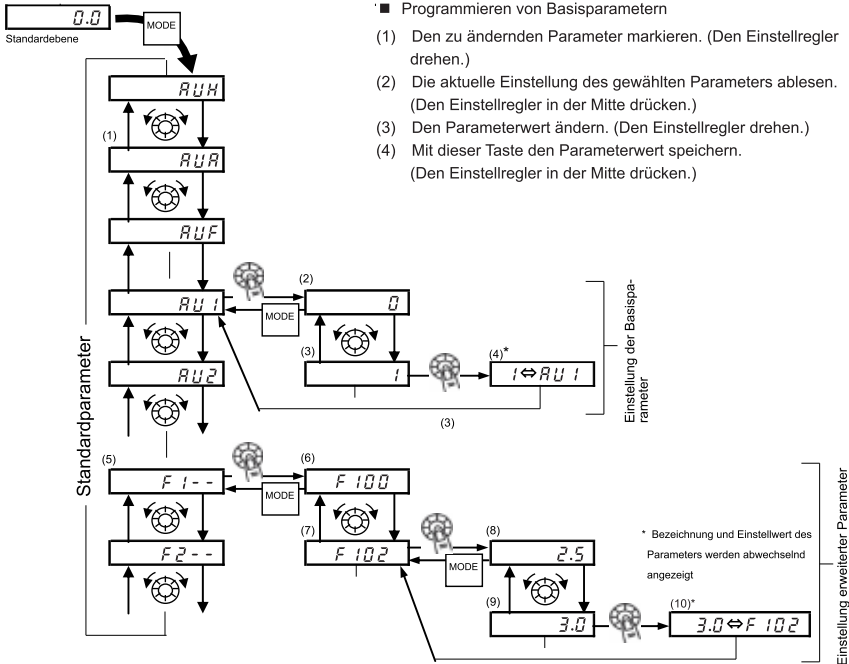 0.0
MODE
Standardebene
■ Programmieren von Basisparametern
(1) Den zu ändernden Parameter markieren. (Den Einstellregler
drehen.)
(2) Die aktuelle Einstellung des gewählten Parameters ablesen.
(Den Einstellregler in der Mitte drücken.)
(3) Den Parameterwert ändern. (Den Einstellregler drehen.)
(4) Mit dieser Taste den Parameterwert speichern.
(Den Einstellregler in der Mitte drücken.)
AUH
(1)
AUA
AUF
AU1
MODE
(2)
0
AU2
(3)
1
(4)*
1⇔AU1
(3)
Einstellung der Basispa-
rameter
Standardparameter
(5)
F1--
MODE
(6)
F100
F2--
(7)
F102
MODE
(8)
2.5
(9)
3.0
(10)*
3.0⇔F102
* Bezeichnung und Einstellwert des
Parameters werden abwechselnd
angezeigt
Einstellung erweiterter Parameter